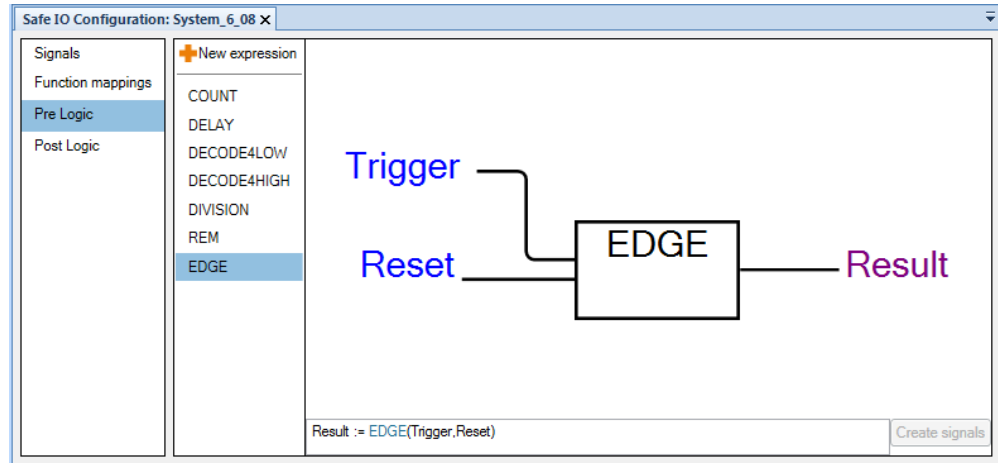 Safe IO Configuration: System_6_08 X
Signals
Function mappings
Pre Logic
Post Logic
New expression
COUNT
DELAY
DECODE4LOW
DECODE4HIGH
DIVISION
REM
EDGE
Trigger
Reset
EDGE
Result
Result := EDGE(Trigger,Reset)
Create signals